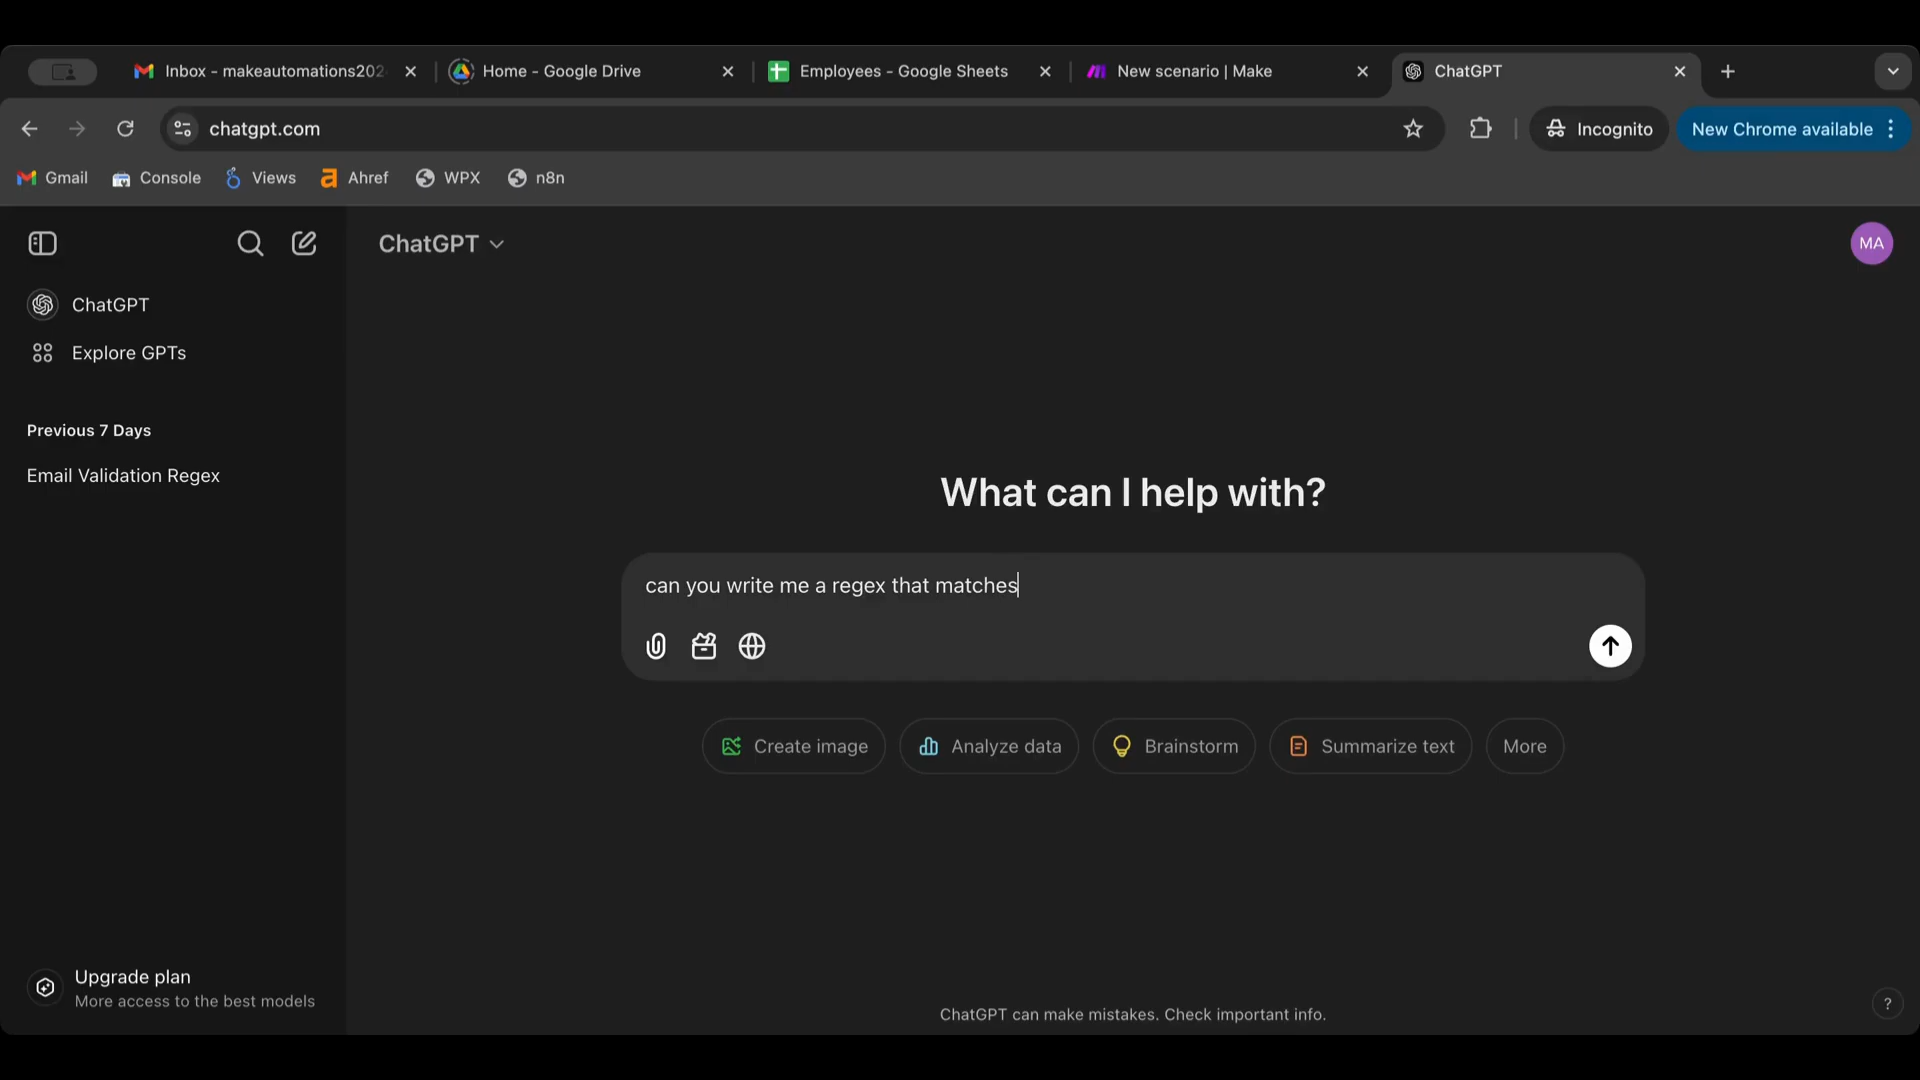 Inbox - makeautomations202
Home - Google Drive
Employees - Google Sheets
New scenario | Make
ChatGPT
chatgpt.com
Incognito
New Chrome available
Gmail
Console
Views
Ahref
WPX
n8n
ChatGPT
MA
ChatGPT
Explore GPTs
Previous 7 Days
Email Validation Regex
What can I help with?
can you write me a regex that matches
Create image
Analyze data
Brainstorm
Summarize text
More
Upgrade plan
More access to the best models
ChatGPT can make mistakes. Check important info.
?